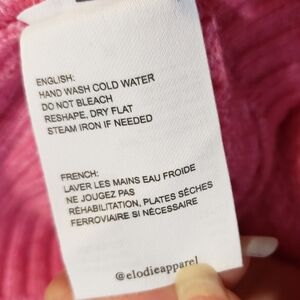 ENGLISH:
HAND WASH COLD WATER
DO NOT BLEACH
RESHAPE, DRY FLAT
STEAM IRON IF NEEDED
FRENCH:
LAVER LES MAINS EAU FROIDE
NE JOUGEZ PAS
RÉHABILITATION, PLATES SÈCHES
FERROVIAIRE SI NÉCESSAIRE
@elodieapparel